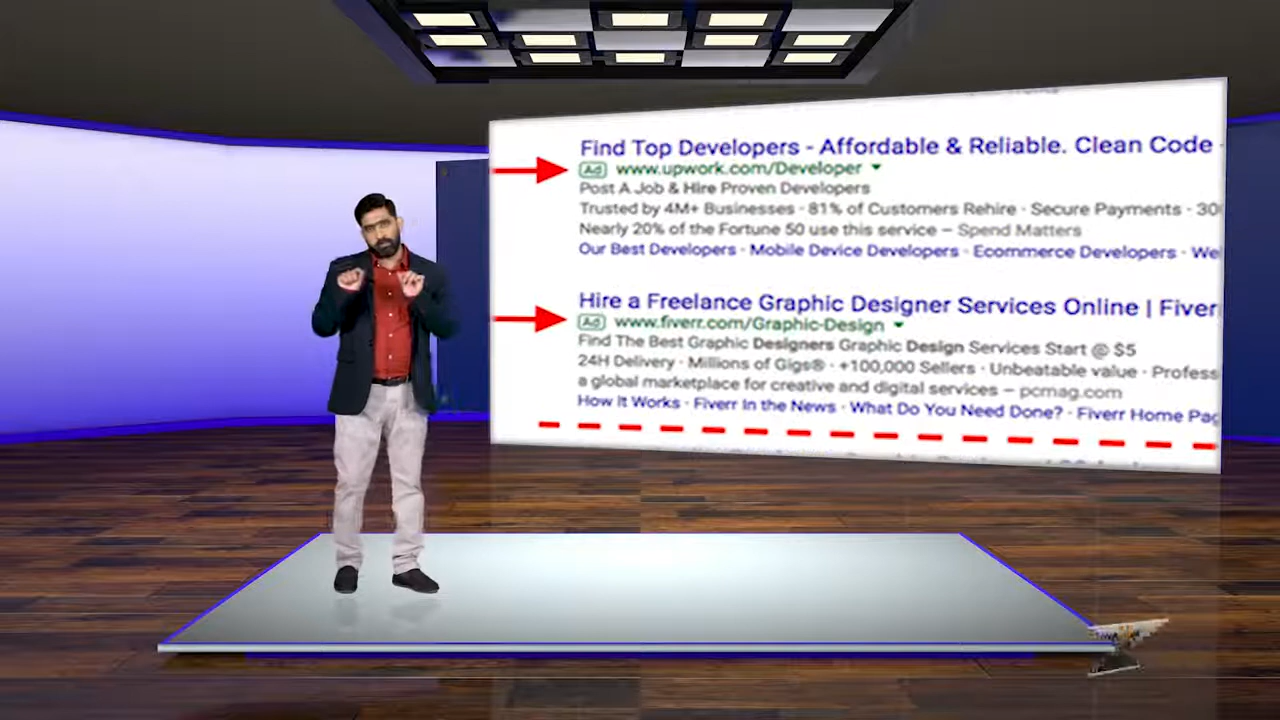 Find Top Developers - Affordable & Reliable. Clean Code
Ad www.upwork.com/Developer
Post A Job & Hire Proven Developers
Trusted by 4M+ Businesses · 81% of Customers Rehire · Secure Payments · 30
Nearly 20% of the Fortune 50 use this service – Spend Matters
Our Best Developers · Mobile Device Developers · Ecommerce Developers · We
Hire a Freelance Graphic Designer Services Online | Fiver
Ad www.fiverr.com/Graphic-Design
Find The Best Graphic Designers Graphic Design Services Start @ $5
24H Delivery · Millions of Gigs® · +100,000 Sellers · Unbeatable value · Profess
a global marketplace for creative and digital services – pcmag.com
How It Works · Fiverr In the News · What Do You Need Done? · Fiverr Home Pag